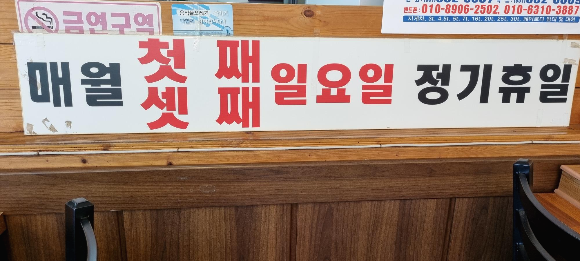 금연구역
010-8906-2502, 010-6310-3887
매월 첫 째 일요일 정기휴일
셋 째